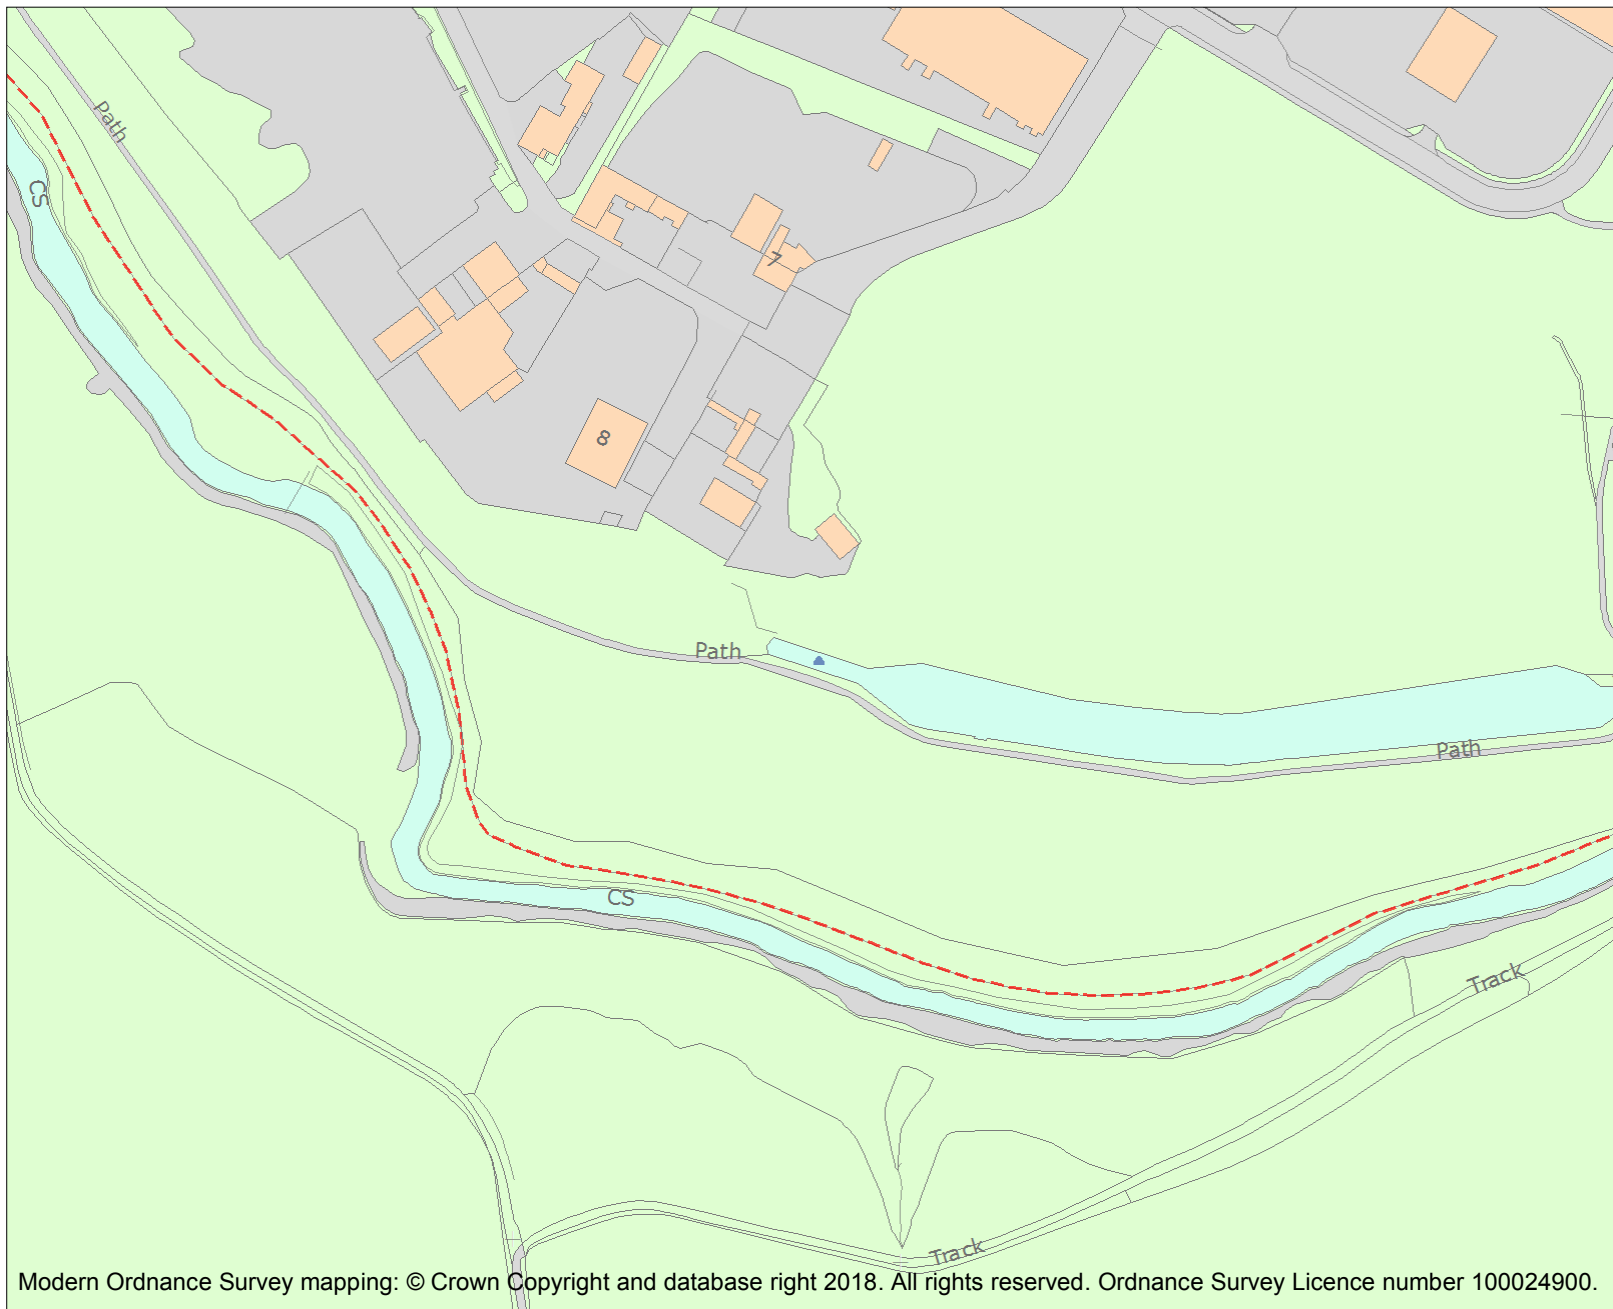 Path
CS
7
8
Path
Path
CS
Track
Track
Modern Ordnance Survey mapping: © Crown Copyright and database right 2018. All rights reserved. Ordnance Survey Licence number 100024900.